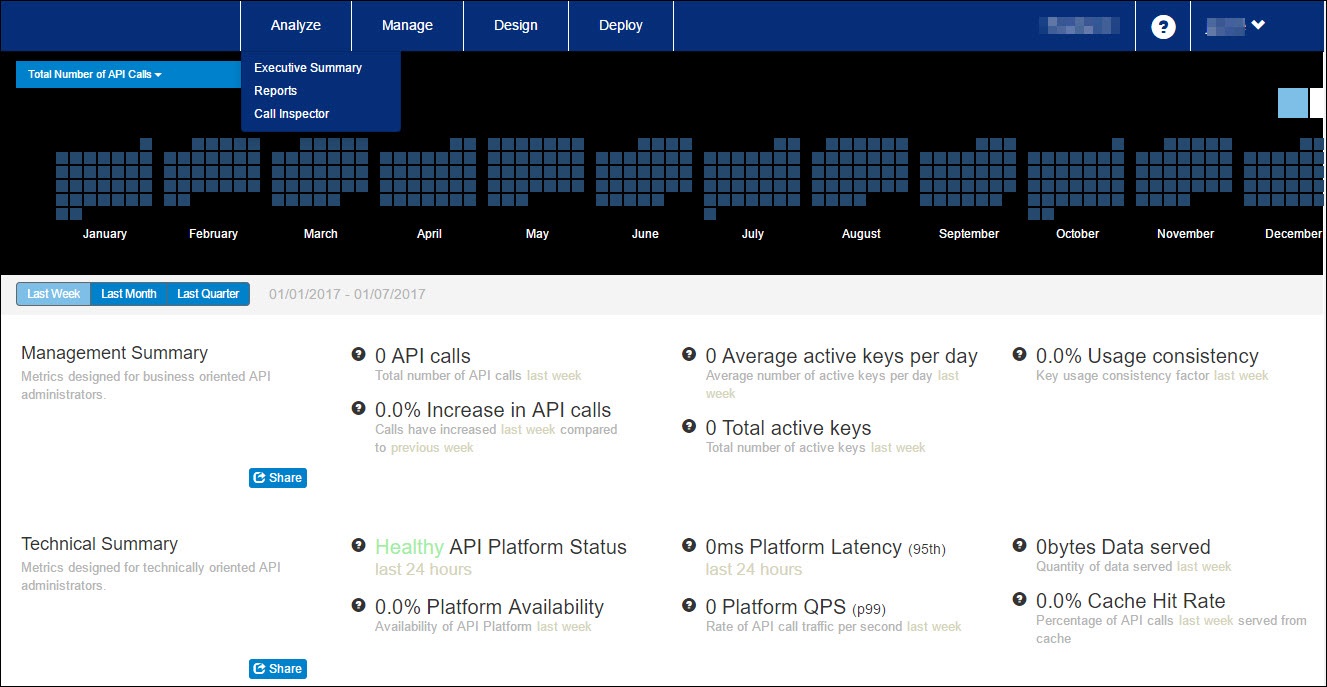 Analyze Manage Design Deploy ?
Total Number of API Calls
Executive Summary
Reports
Call Inspector
January February March April May June July August September October November December
Last Week Last Month Last Quarter 01/01/2017 - 01/07/2017
Management Summary
Metrics designed for business oriented API
administrators.
Share
? 0 API calls
Total number of API calls last week
? 0.0% Increase in API calls
Calls have increased last week compared
to previous week
? 0 Average active keys per day
Average number of active keys per day last
week
? 0 Total active keys
Total number of active keys last week
? 0.0% Usage consistency
Key usage consistency factor last week
Technical Summary
Metrics designed for technically oriented API
administrators.
Share
? Healthy API Platform Status
last 24 hours
? 0.0% Platform Availability
Availability of API Platform last week
? 0ms Platform Latency (95th)
last 24 hours
? 0 Platform QPS (p99)
Rate of API call traffic per second last week
? 0bytes Data served
Quantity of data served last week
? 0.0% Cache Hit Rate
Percentage of API calls last week served from
cache